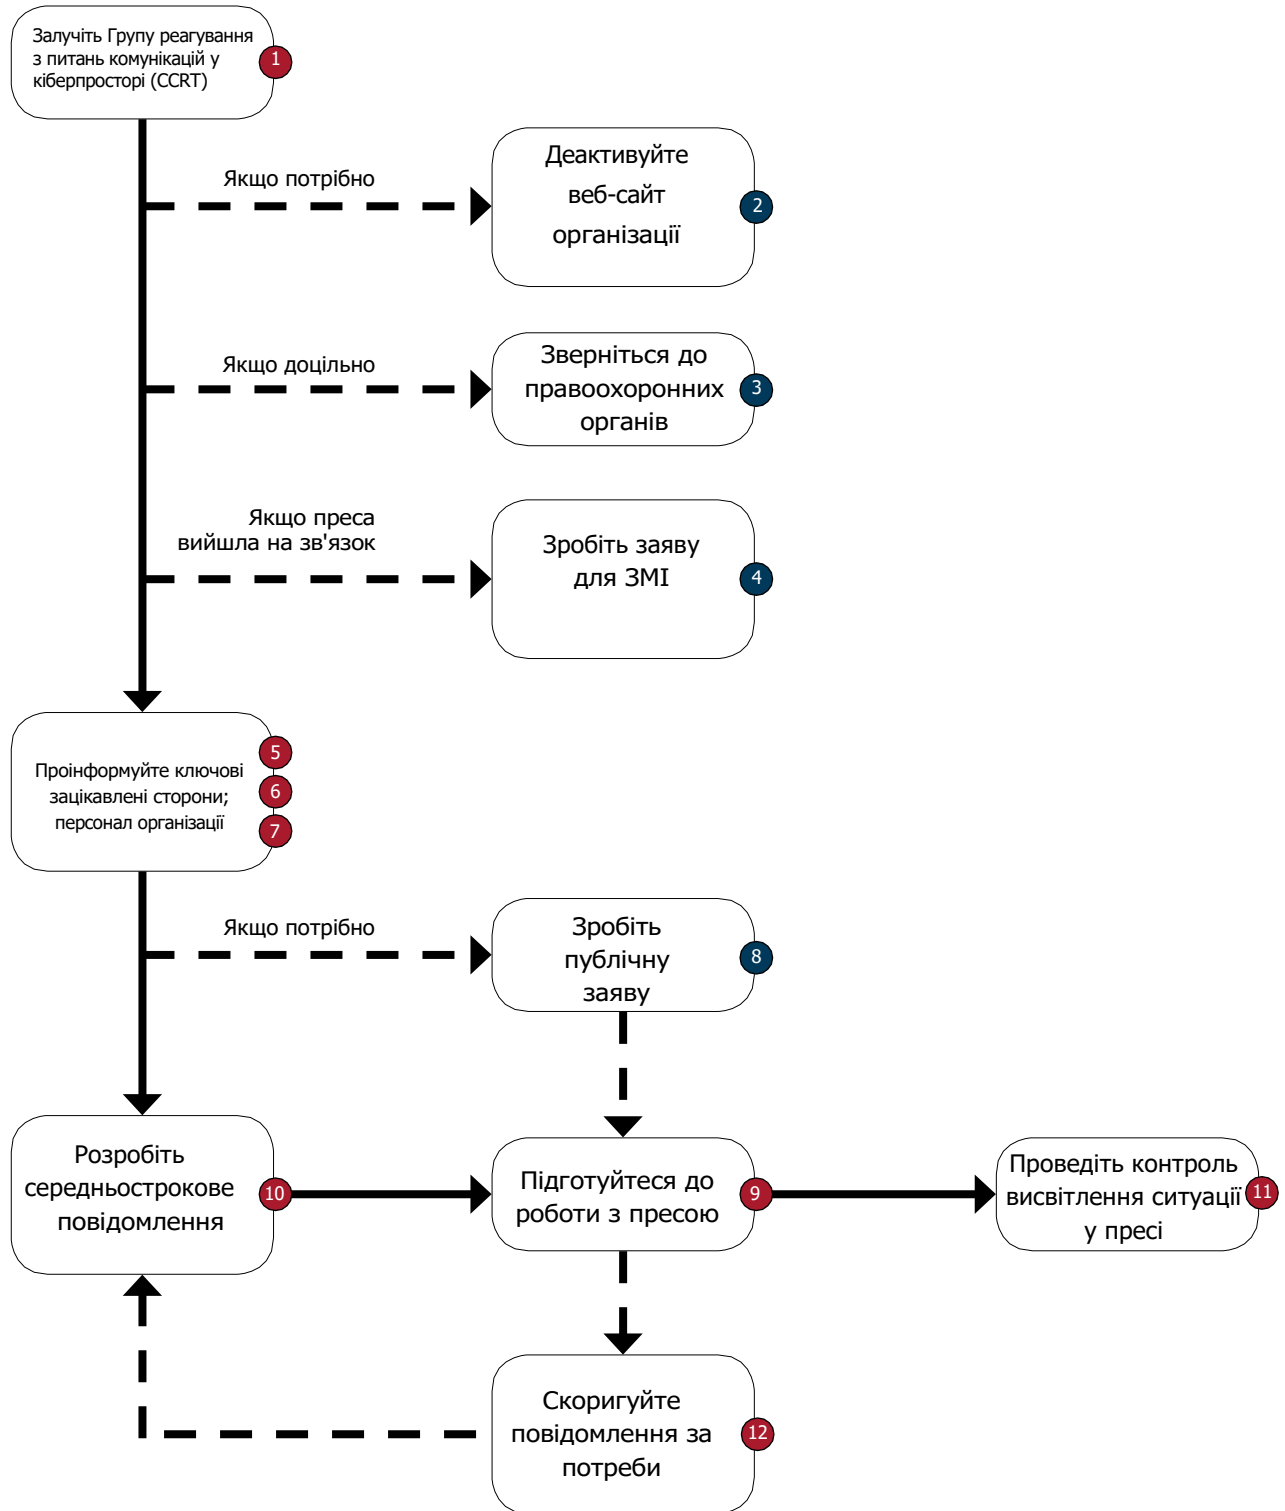 Залучіть Групу реагування
з питань комунікацій у
кіберпросторі (CCRT)
1
Якщо потрібно
Деактивуйте
веб-сайт
організації
2
Якщо доцільно
Зверніться до
правоохоронних
органів
3
Якщо преса
вийшла на зв'язок
Зробіть заяву
для ЗМІ
4
Проінформуйте ключові
зацікавлені сторони;
персонал організації
5
6
7
Якщо потрібно
Зробіть
публічну
заяву
8
Розробіть
середньострокове
повідомлення
10
Підготуйтеся до
роботи з пресою
9
Проведіть контроль
висвітлення ситуації
у пресі
11
Скоригуйте
повідомлення за
потреби
12